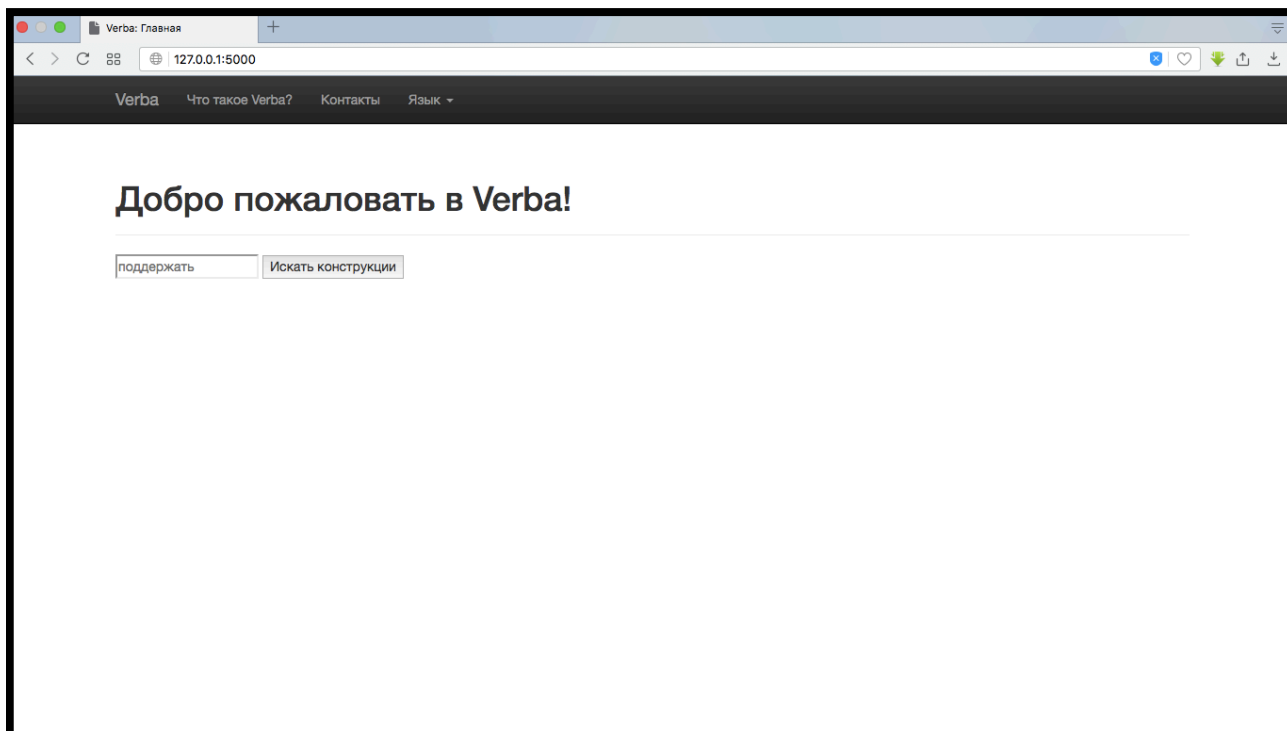 Verba: Главная
127.0.0.1:5000
Verba Что такое Verba? Контакты Язык
Добро пожаловать в Verba!
поддержать Искать конструкции